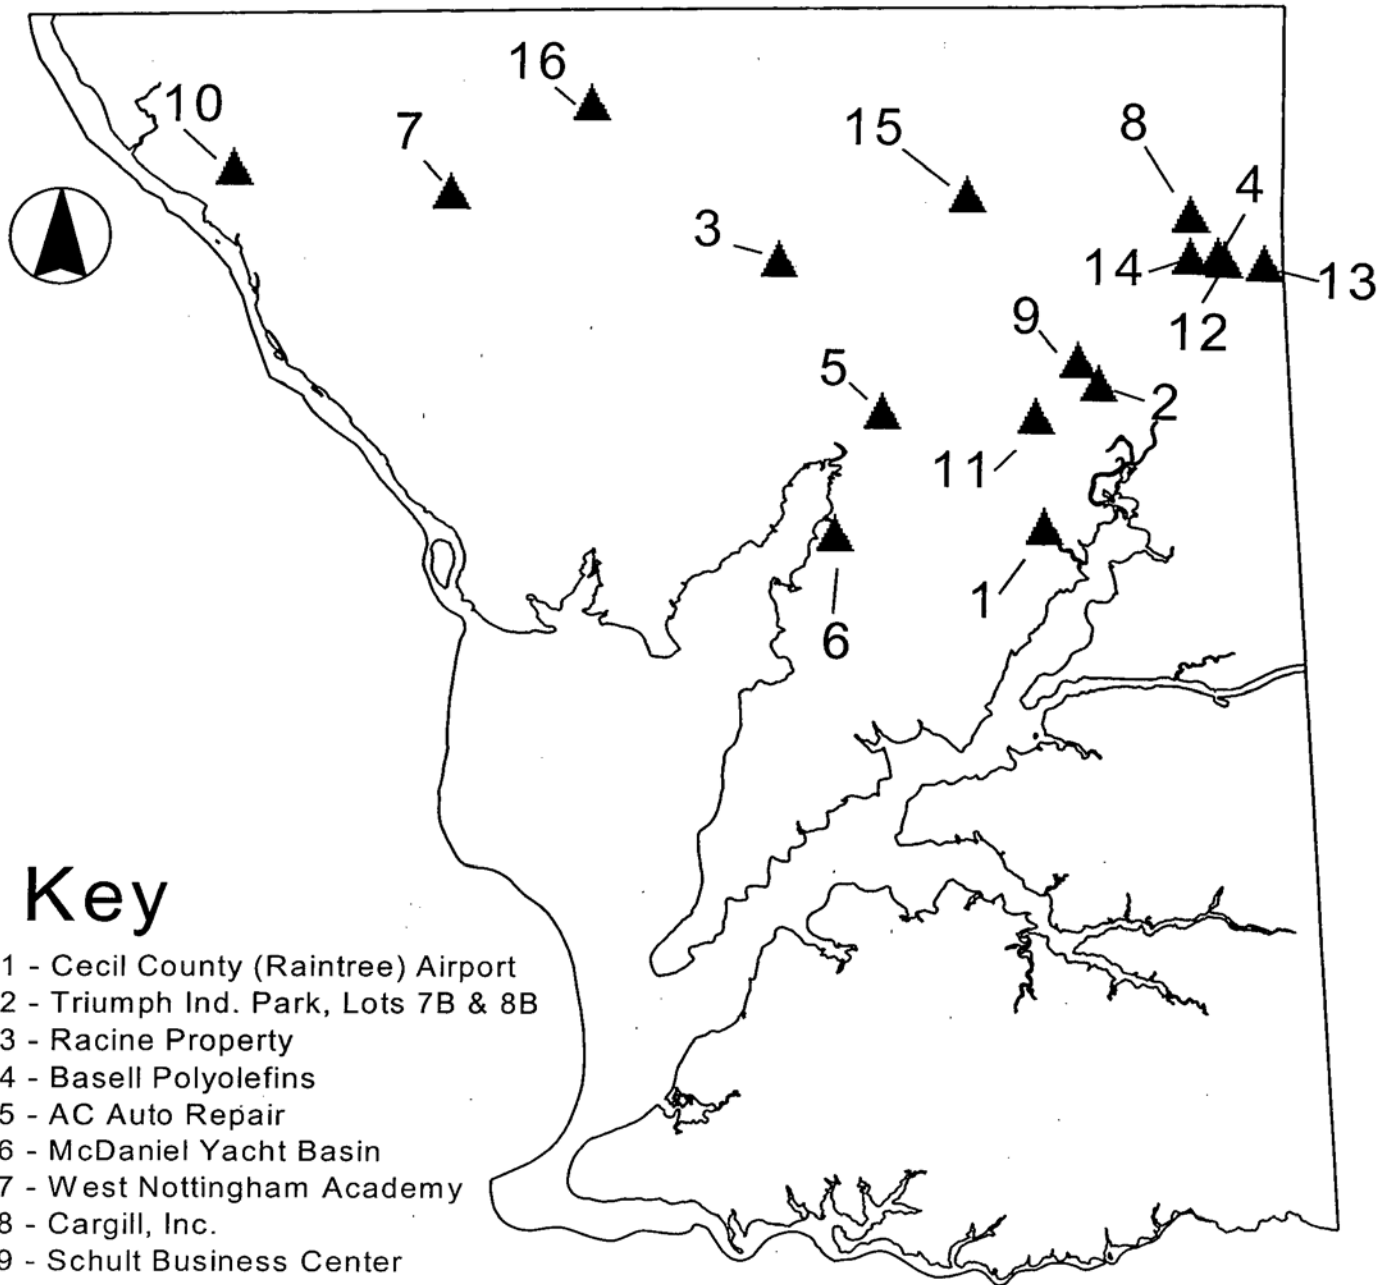 16
10
7
15
8
4
3
14
13
12
9
5
2
11
1
6
Key
1 - Cecil County (Raintree) Airport
2 - Triumph Ind. Park, Lots 7B & 8B
3 - Racine Property
4 - Basell Polyolefins
5 - AC Auto Repair
6 - McDaniel Yacht Basin
7 - West Nottingham Academy
8 - Cargill, Inc.
9 - Schult Business Center